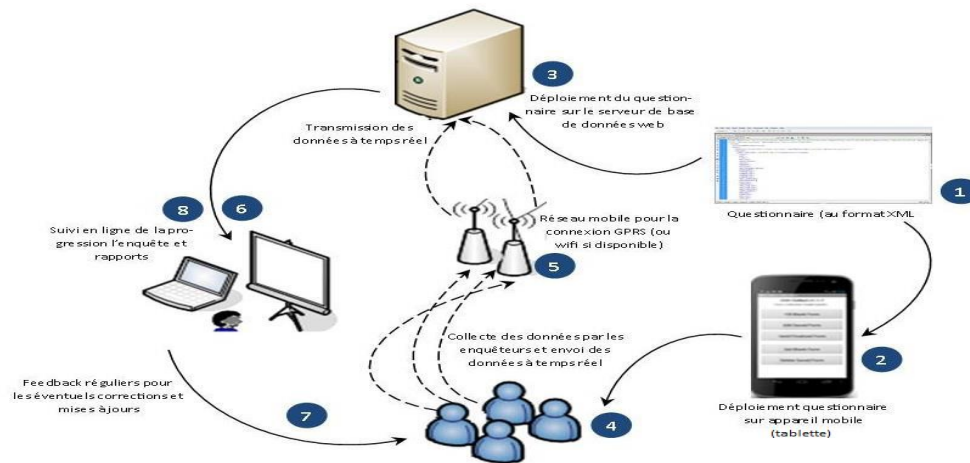 3
Déploiement du question-
naire sur le serveur de base
de données web
Transmission des
données à temps réel
1
Questionnaire (au format XML
8
6
Suivi en ligne de la pro-
gression l'enquête et
rapports
Réseau mobile pour la
connexion GPRS (ou
wifi si disponible)
5
2
Collecte des données par les
enquêteurs et envoi des
données à temps réel
Feedback réguliers pour
les éventuels corrections et
mises à jours
7
4
Déploiement questionnaire
sur appareil mobile
(tablette)